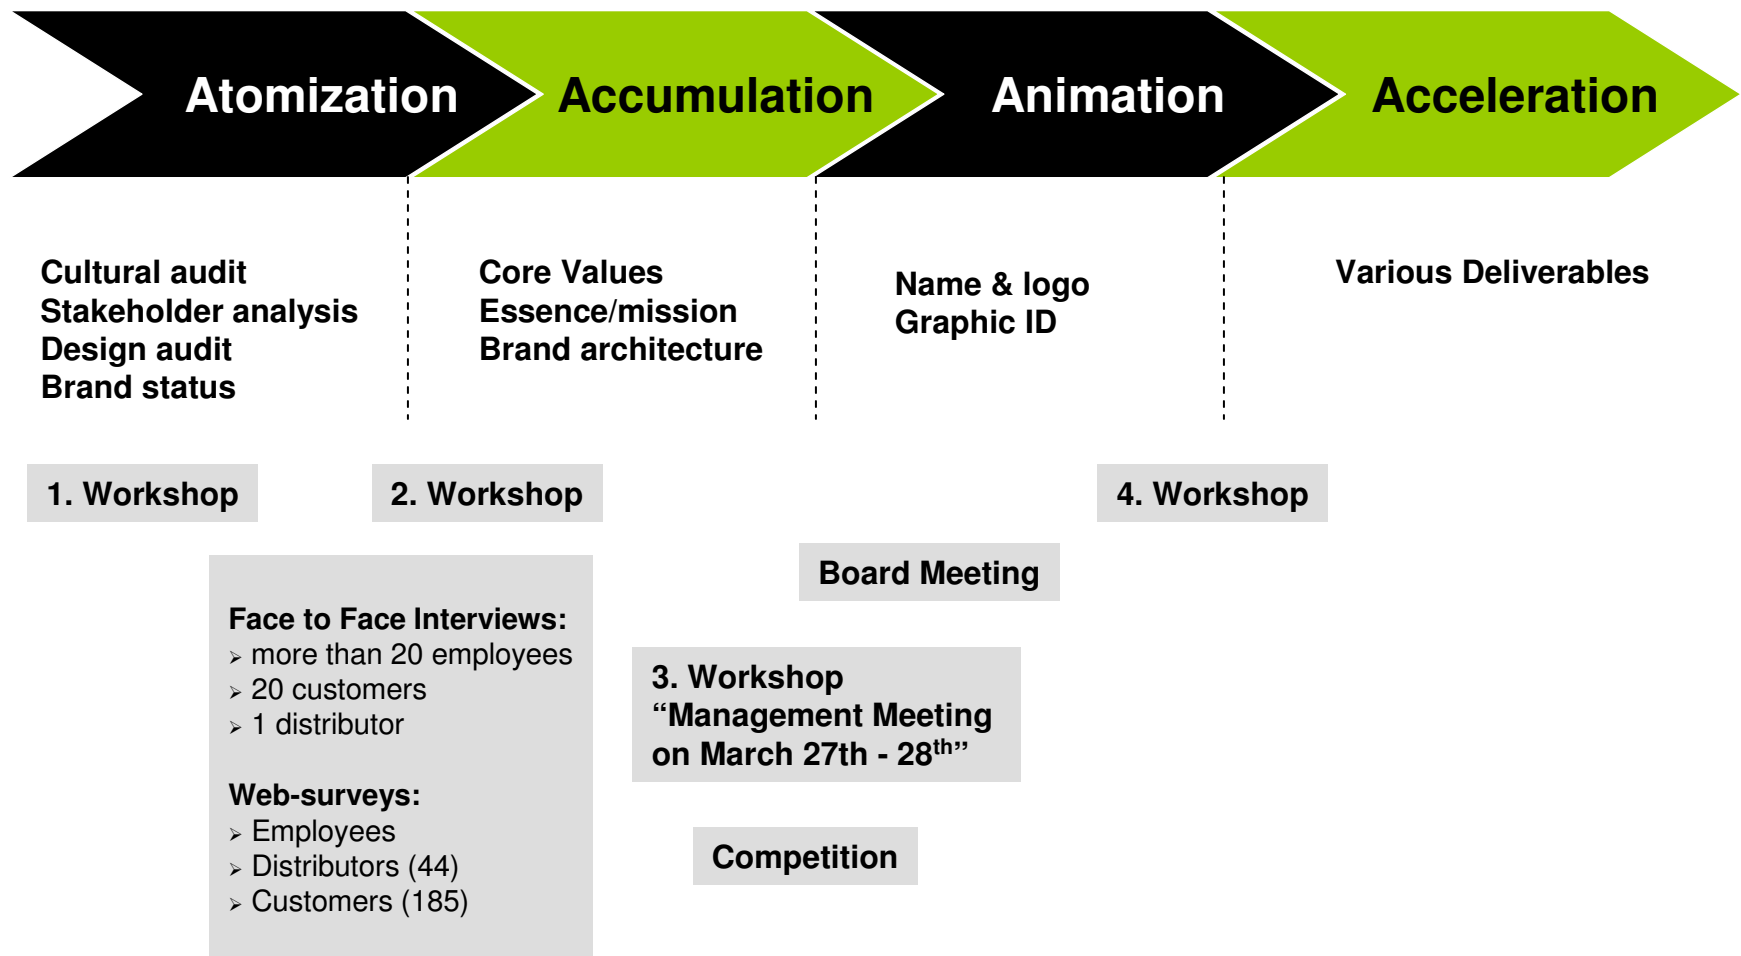 Atomization
Accumulation
Animation
Acceleration
Cultural audit
Stakeholder analysis
Design audit
Brand status
Core Values
Essence/mission
Brand architecture
Name & logo
Graphic ID
Various Deliverables
1. Workshop
2. Workshop
4. Workshop
Board Meeting
Face to Face Interviews:
➢ more than 20 employees
➢ 20 customers
➢ 1 distributor
Web-surveys:
➢ Employees
➢ Distributors (44)
➢ Customers (185)
3. Workshop
“Management Meeting
on March 27th - 28th”
Competition